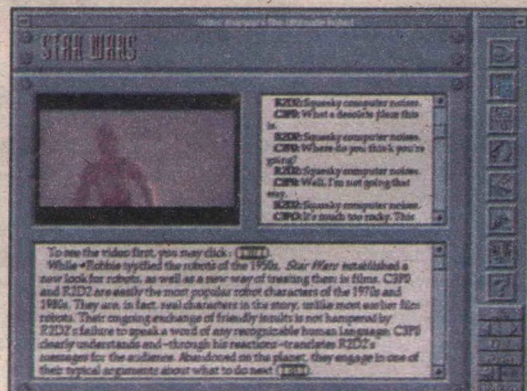 STAR WARS
R2D2: Squeaky computer noises.
C3P0: What a desolate place this
is.
R2D2: Squeaky computer noises.
C3P0: Where do you think you're
going?
R2D2: Squeaky computer noises.
C3P0: Well, I'm not going that
way.
R2D2: Squeaky computer noises.
C3PO: It's much too rocky. This
To see the video first, you may click:
While Robbie typified the robots of the 1950s, Star Wars established a
new look for robots, as well as a new way of treating them in films. C3P0
and R2D2 are easily the most popular robot characters of the 1970s and
1980s. They are, in fact, real characters in the story, unlike most earlier film
robots. Their ongoing exchange of friendly insults is not hampered by
R2D2's failure to speak a word of any recognizable human language. C3P0
clearly understands and–through his reactions–translates R2D2's
messages for the audience. Abandoned on the planet, they engage in one of
their typical arguments about what to do next